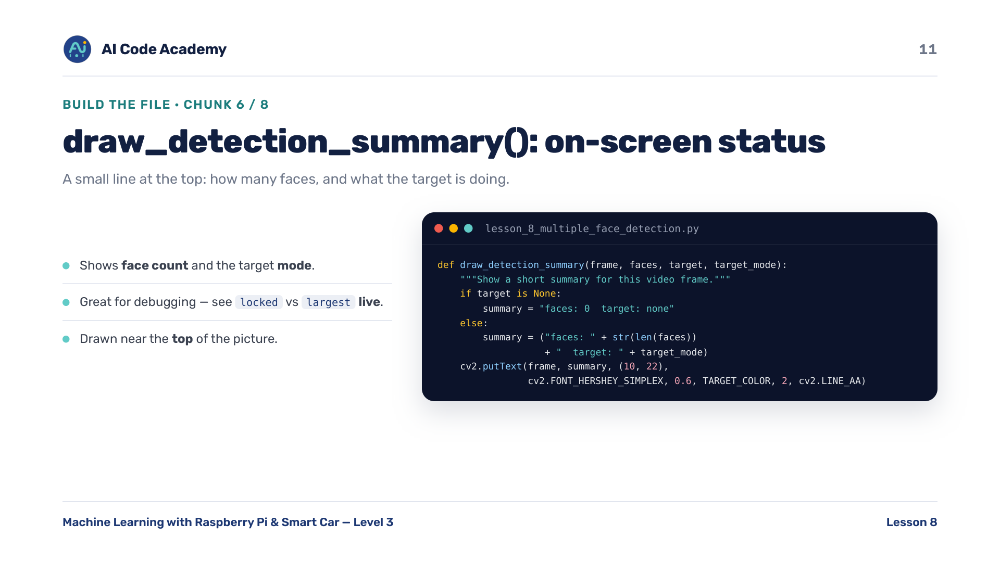 AI Code Academy
11
BUILD THE FILE • CHUNK 6 / 8
draw_detection_summary(): on-screen status
A small line at the top: how many faces, and what the target is doing.
Shows face count and the target mode.
Great for debugging — see locked vs largest live.
Drawn near the top of the picture.
lesson_8_multiple_face_detection.py
def draw_detection_summary(frame, faces, target, target_mode):
    """Show a short summary for this video frame."""
    if target is None:
        summary = "faces: 0  target: none"
    else:
        summary = ("faces: " + str(len(faces))
                   + "  target: " + target_mode)
    cv2.putText(frame, summary, (10, 22),
                cv2.FONT_HERSHEY_SIMPLEX, 0.6, TARGET_COLOR, 2, cv2.LINE_AA)
Machine Learning with Raspberry Pi & Smart Car — Level 3
Lesson 8